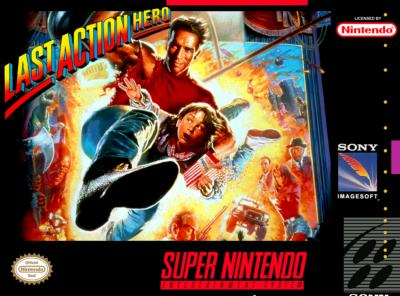 LAST ACTION HERO
LICENSED BY
Nintendo
SONY
IMAGESOFT
Official
Nintendo
Seal
SUPER NINTENDO
ENTERTAINMENT SYSTEM